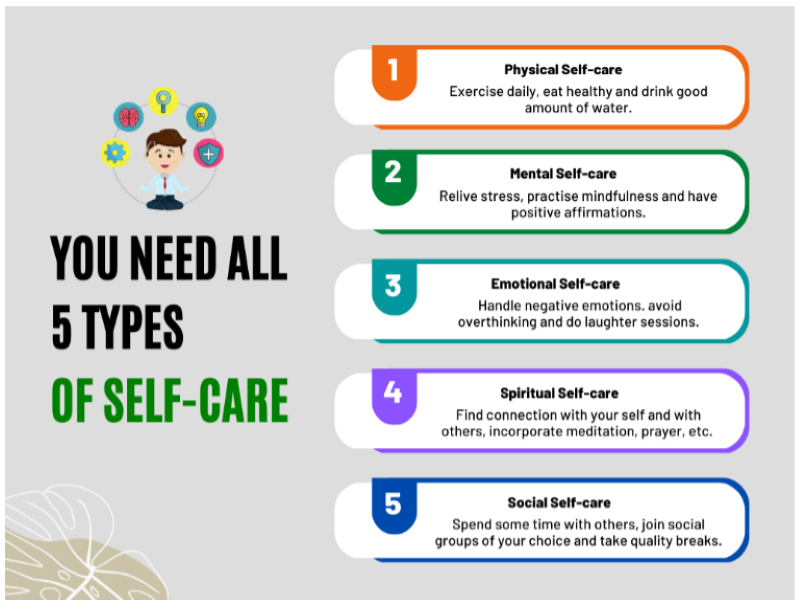 YOU NEED ALL
5 TYPES
OF SELF-CARE
1
Physical Self-care
Exercise daily, eat healthy and drink good
amount of water.
2
Mental Self-care
Relive stress, practise mindfulness and have
positive affirmations.
3
Emotional Self-care
Handle negative emotions. avoid
overthinking and do laughter sessions.
4
Spiritual Self-care
Find connection with your self and with
others, incorporate meditation, prayer, etc.
5
Social Self-care
Spend some time with others, join social
groups of your choice and take quality breaks.